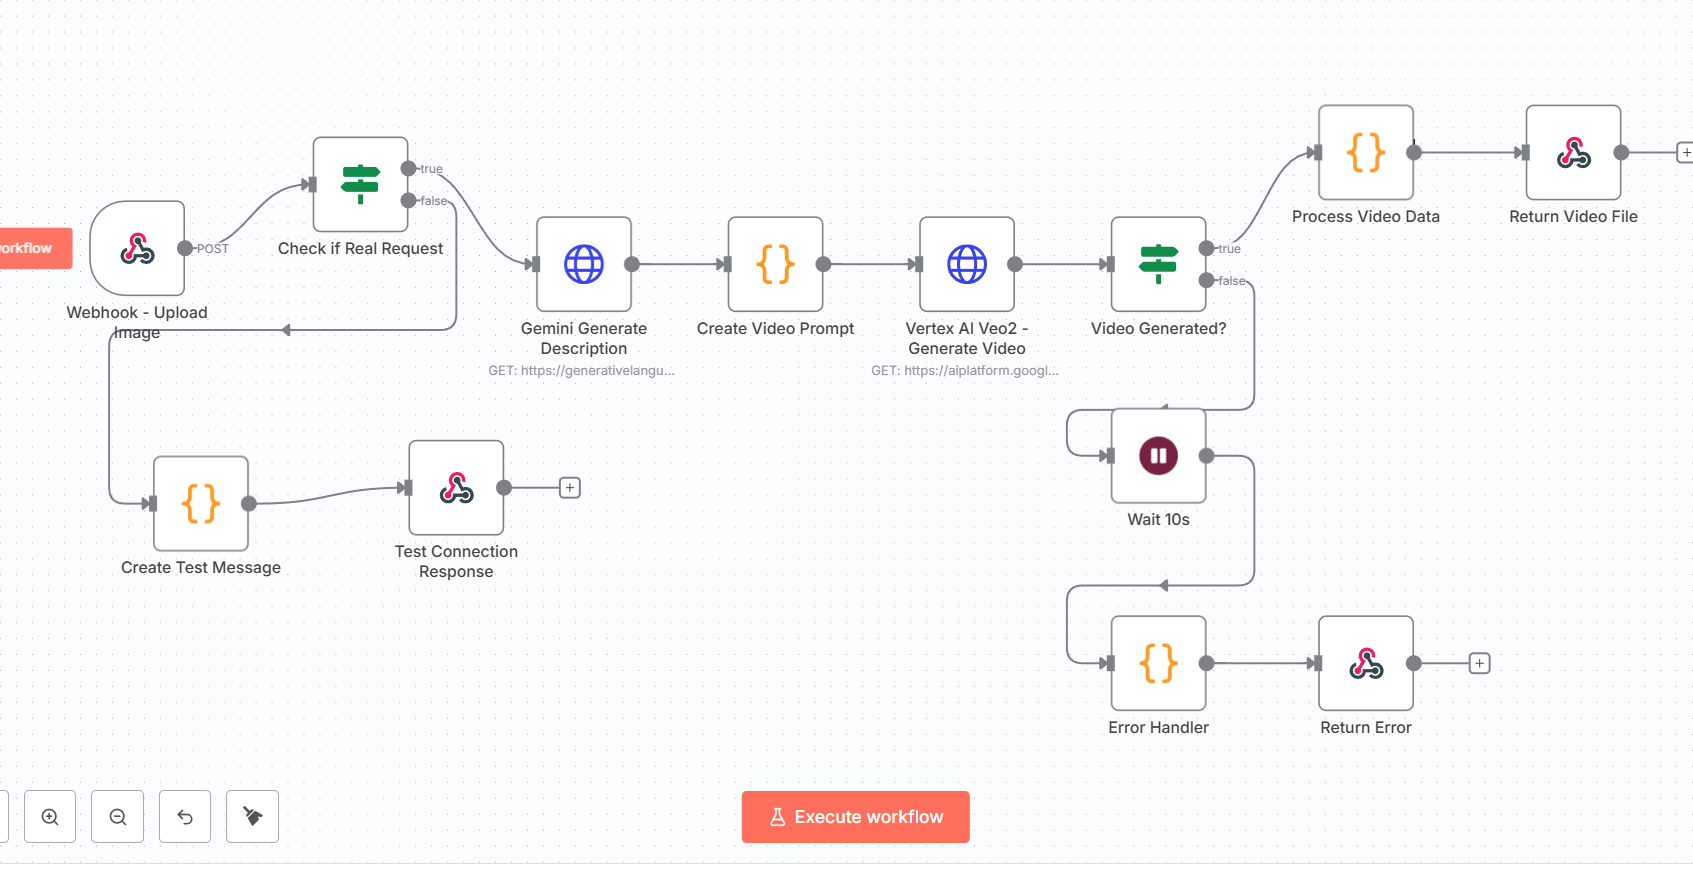 orkflow
POST
Webhook - Upload
Image
true
false
Check if Real Request
Gemini Generate
Description
GET: https://generativelangu...
Create Video Prompt
Vertex AI Veo2 -
Generate Video
GET: https://aiplatform.googl...
true
false
Video Generated?
Process Video Data
Return Video File
Create Test Message
Test Connection
Response
Wait 10s
Error Handler
Return Error
Execute workflow